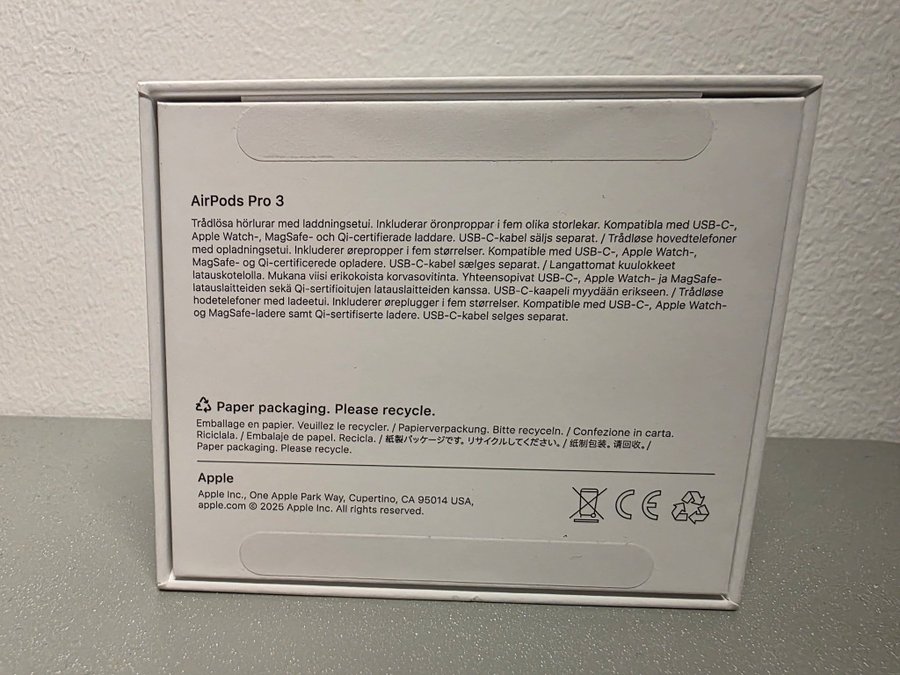 AirPods Pro 3
Trådlösa hörlurar med laddningsetui. Inkluderar öronproppar i fem olika storlekar. Kompatibla med USB-C-,
Apple Watch-, MagSafe- och Qi-certifierade laddare. USB-C-kabel säljs separat. / Trådløse hovedtelefoner
med opladningsetui. Inkluderer ørepropper i fem størrelser. Kompatible med USB-C-, Apple Watch-,
MagSafe- og Qi-certificerede opladere. USB-C-kabel sælges separat. / Langattomat kuulokkeet
latauskotelolla. Mukana viisi erikokoista korvasovitinta. Yhteensopivat USB-C-, Apple Watch- ja MagSafe-
latauslaitteiden sekä Qi-sertifioitujen latauslaitteiden kanssa. USB-C-kaapeli myydään erikseen. / Trådløse
hodetelefoner med ladeetui. Inkluderer øreplugger i fem størrelser. Kompatible med USB-C-, Apple Watch-
og MagSafe-ladere samt Qi-sertifiserte ladere. USB-C-kabel selges separat.
Paper packaging. Please recycle.
Emballage en papier. Veuillez le recycler. / Papierverpackung. Bitte recyceln. / Confezione in carta.
Riciclala. / Embalaje de papel. Recicla. / 紙製パッケージです。リサイクルしてください。/ 纸制包装。请回收。/
Paper packaging. Please recycle.
Apple
Apple Inc., One Apple Park Way, Cupertino, CA 95014 USA,
apple.com © 2025 Apple Inc. All rights reserved.
CE